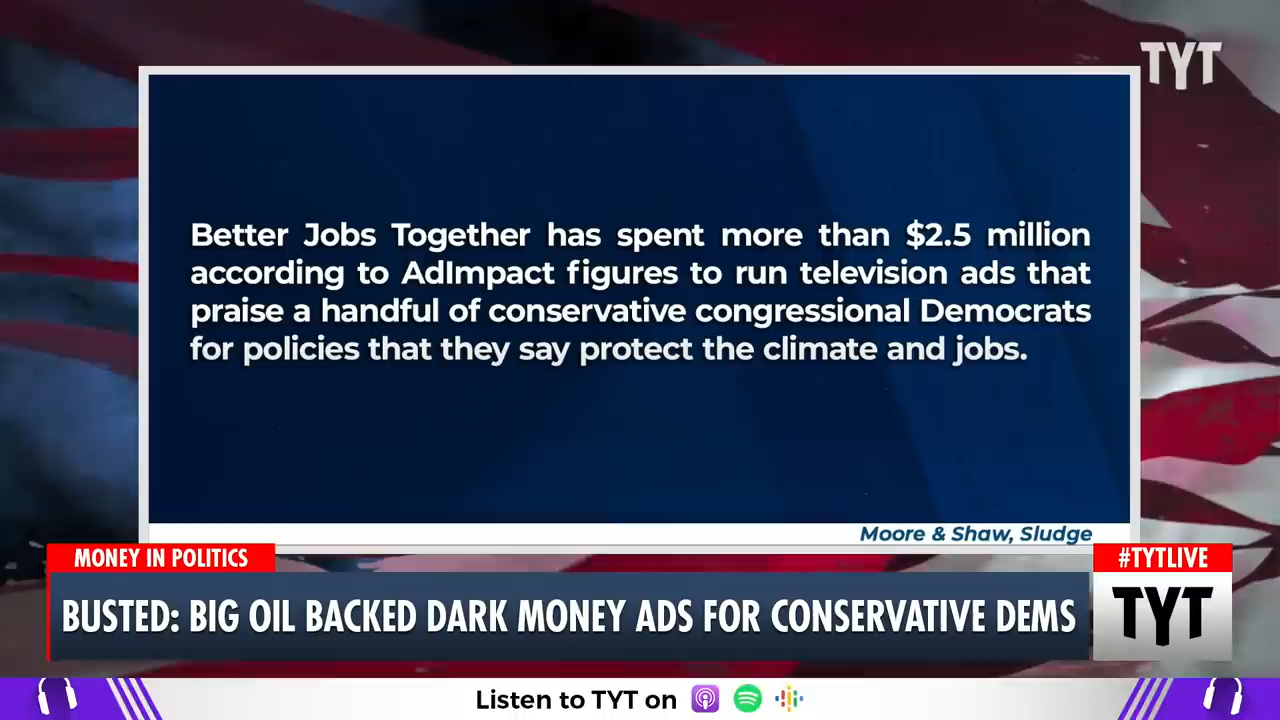 TYT
Better Jobs Together has spent more than $2.5 million
according to AdImpact figures to run television ads that
praise a handful of conservative congressional Democrats
for policies that they say protect the climate and jobs.
Moore & Shaw, Sludge
MONEY IN POLITICS
#TYTLIVE
BUSTED: BIG OIL BACKED DARK MONEY ADS FOR CONSERVATIVE DEMS
TYT
Listen to TYT on